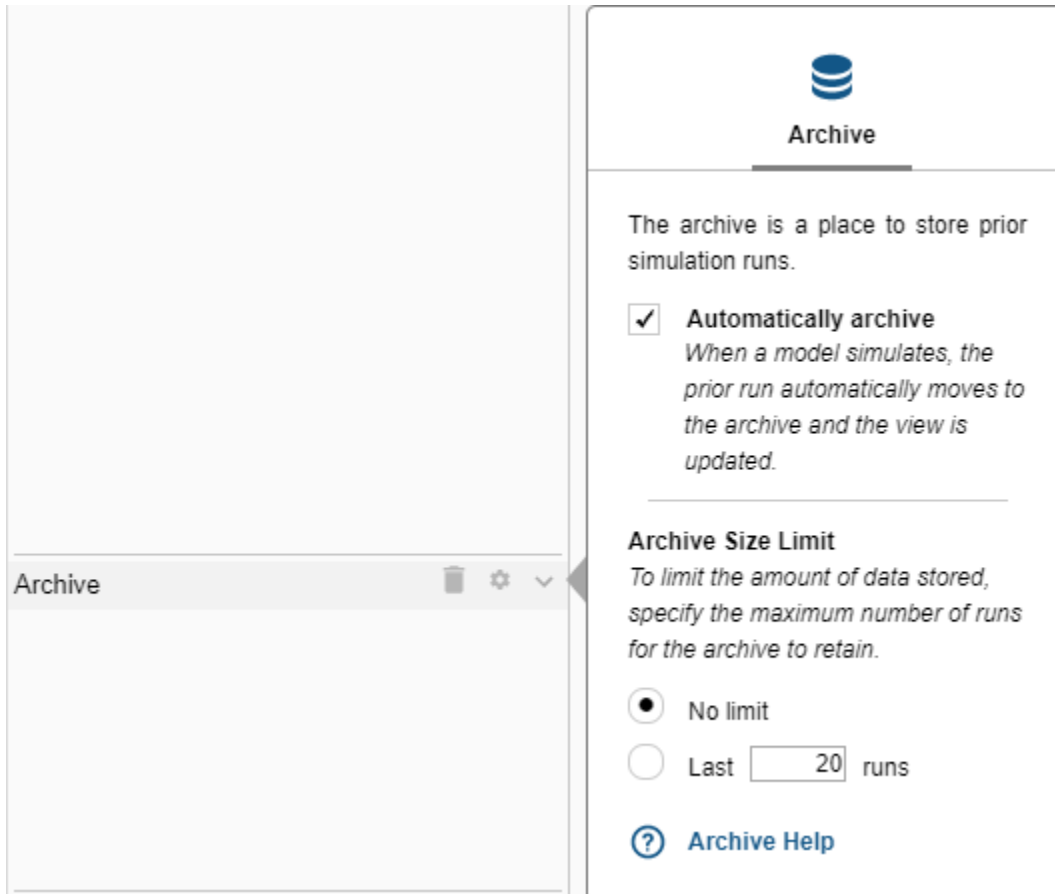 Archive
The archive is a place to store prior
simulation runs.
Automatically archive
When a model simulates, the
prior run automatically moves to
the archive and the view is
updated.
Archive Size Limit
To limit the amount of data stored,
specify the maximum number of runs
for the archive to retain.
No limit
Last 20 runs
Archive Help
Archive